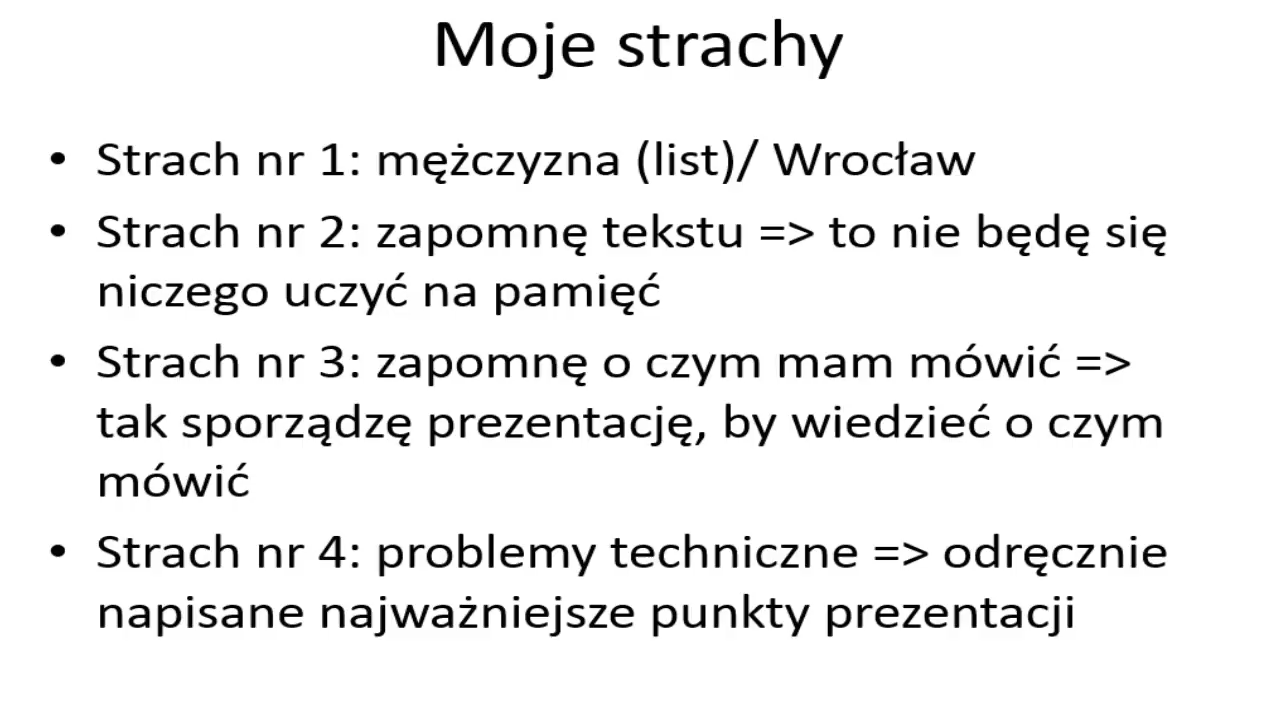 Moje strachy
• Strach nr 1: mężczyzna (list)/ Wrocław
• Strach nr 2: zapomnę tekstu => to nie będę się
niczego uczyć na pamięć
• Strach nr 3: zapomnę o czym mam mówić =>
tak sporządzę prezentację, by wiedzieć o czym
mówić
• Strach nr 4: problemy techniczne => odręcznie
napisane najważniejsze punkty prezentacji